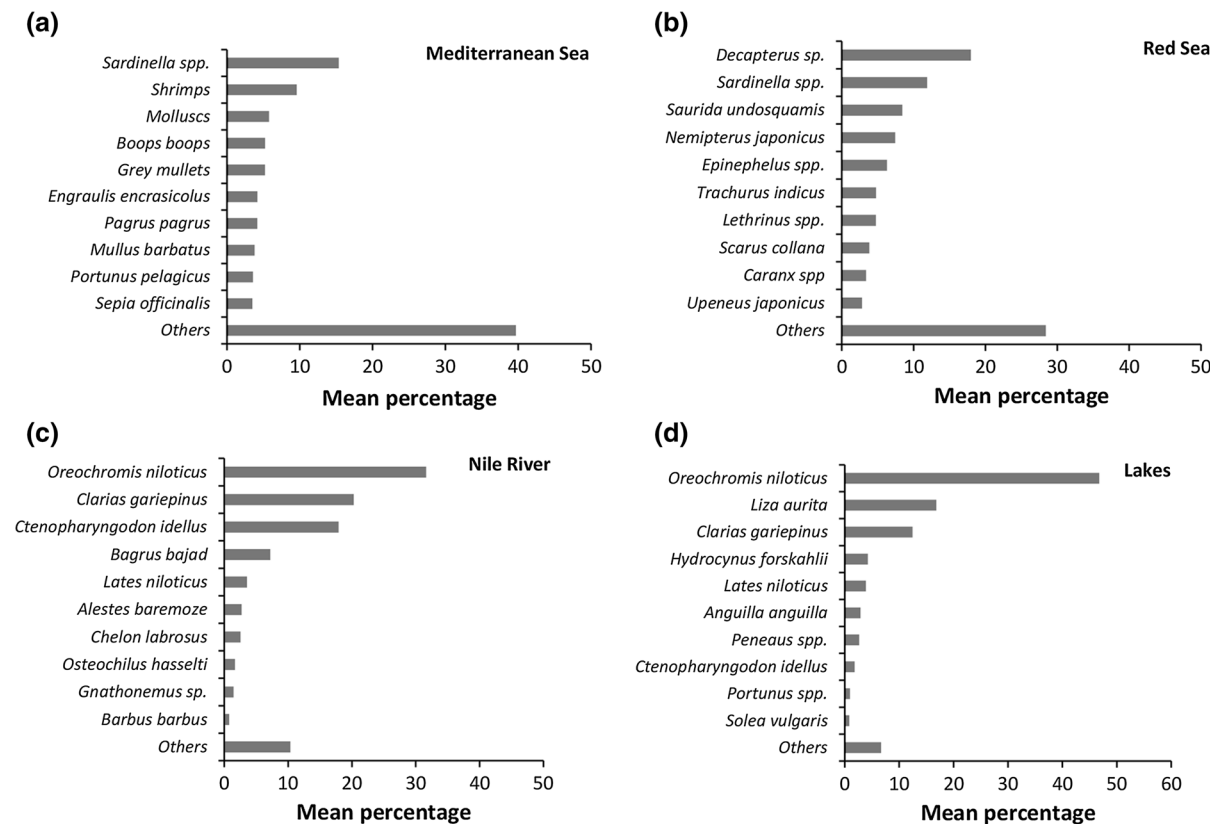 (a)
Mediterranean Sea
Sardinella spp.
Shrimps
Molluscs
Boops boops
Grey mullets
Engraulis encrasicolus
Pagrus pagrus
Mullus barbatus
Portunus pelagicus
Sepia officinalis
Others
0 10 20 30 40 50
Mean percentage
(b)
Red Sea
Decapterus sp.
Sardinella spp.
Saurida undosquamis
Nemipterus japonicus
Epinephelus spp.
Trachurus indicus
Lethrinus spp.
Scarus collana
Caranx spp
Upeneus japonicus
Others
0 10 20 30 40 50
Mean percentage
(c)
Nile River
Oreochromis niloticus
Clarias gariepinus
Ctenopharyngodon idellus
Bagrus bajad
Lates niloticus
Alestes baremoze
Chelon labrosus
Osteochilus hasselti
Gnathonemus sp.
Barbus barbus
Others
0 10 20 30 40 50
Mean percentage
(d)
Lakes
Oreochromis niloticus
Liza aurita
Clarias gariepinus
Hydrocynus forskahlii
Lates niloticus
Anguilla anguilla
Peneaus spp.
Ctenopharyngodon idellus
Portunus spp.
Solea vulgaris
Others
0 10 20 30 40 50 60
Mean percentage